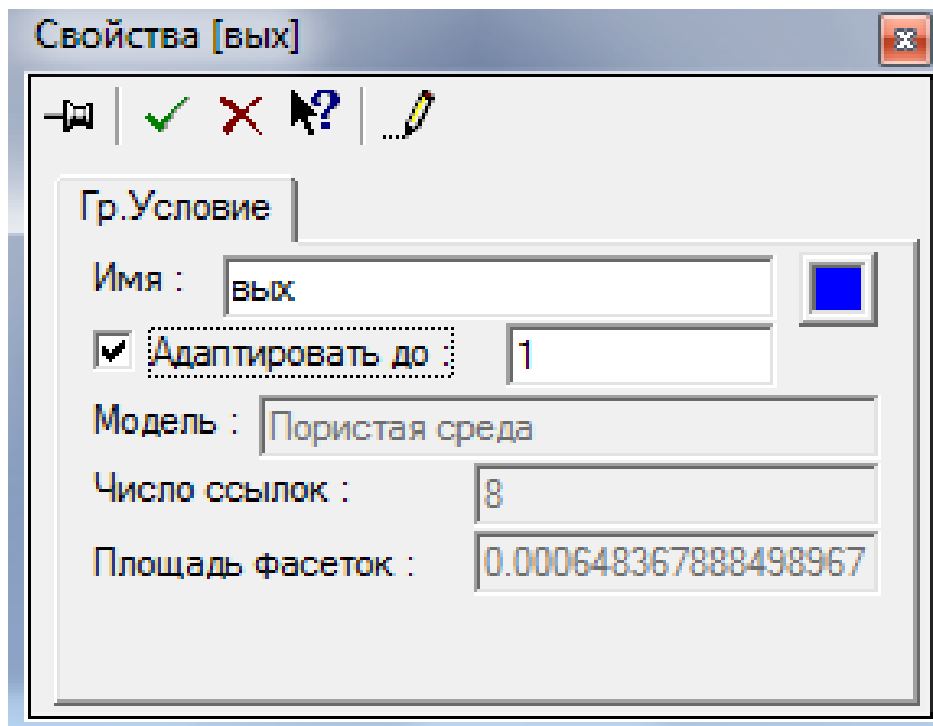 Свойства [вых]
Гр.Условие
Имя : вых
Адаптировать до : 1
Модель : Пористая среда
Число ссылок : 8
Площадь фасеток : 0.000648367888498967